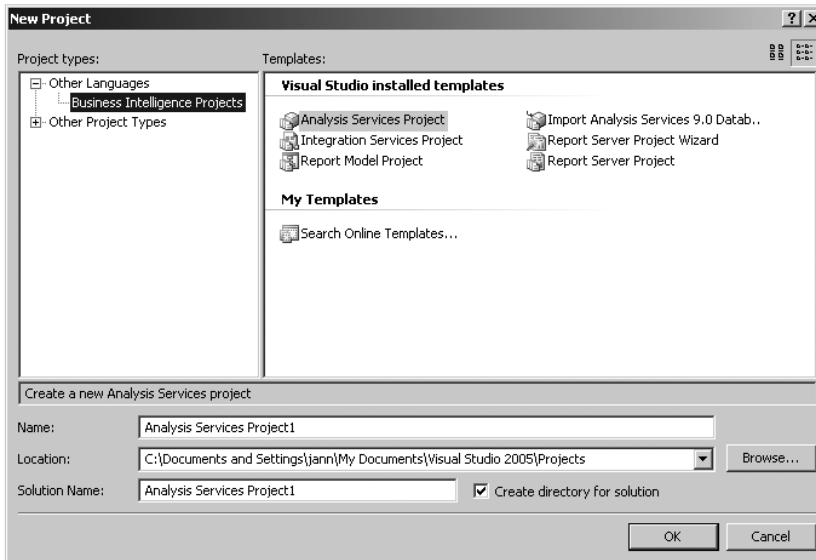 New Project
Project types:
Templates:
Other Languages
Business Intelligence Projects
Other Project Types
Visual Studio installed templates
Analysis Services Project
Import Analysis Services 9.0 Datab..
Integration Services Project
Report Server Project Wizard
Report Model Project
Report Server Project
My Templates
Search Online Templates...
Create a new Analysis Services project
Name:
Analysis Services Project1
Location:
C:\Documents and Settings\jann\My Documents\Visual Studio 2005\Projects
Browse...
Solution Name:
Analysis Services Project1
Create directory for solution
OK
Cancel